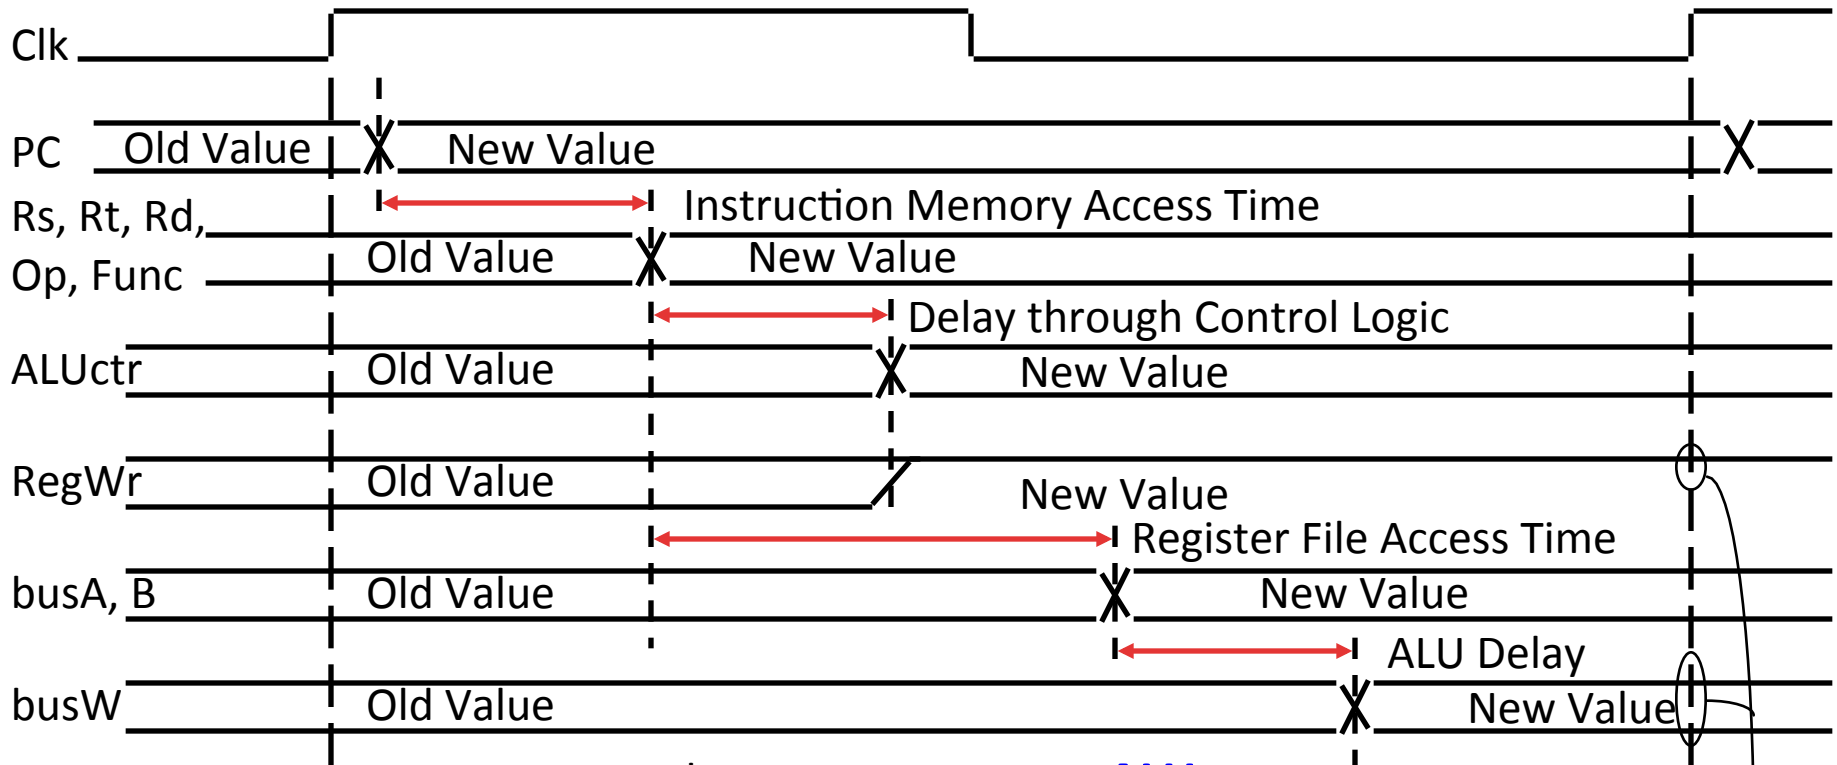 Clk
PC Old Value New Value
Rs, Rt, Rd, Instruction Memory Access Time
Old Value New Value
Op, Func
Delay through Control Logic
ALUctr Old Value New Value
RegWr Old Value New Value
Register File Access Time
busA, B Old Value New Value
ALU Delay
busW Old Value New Value